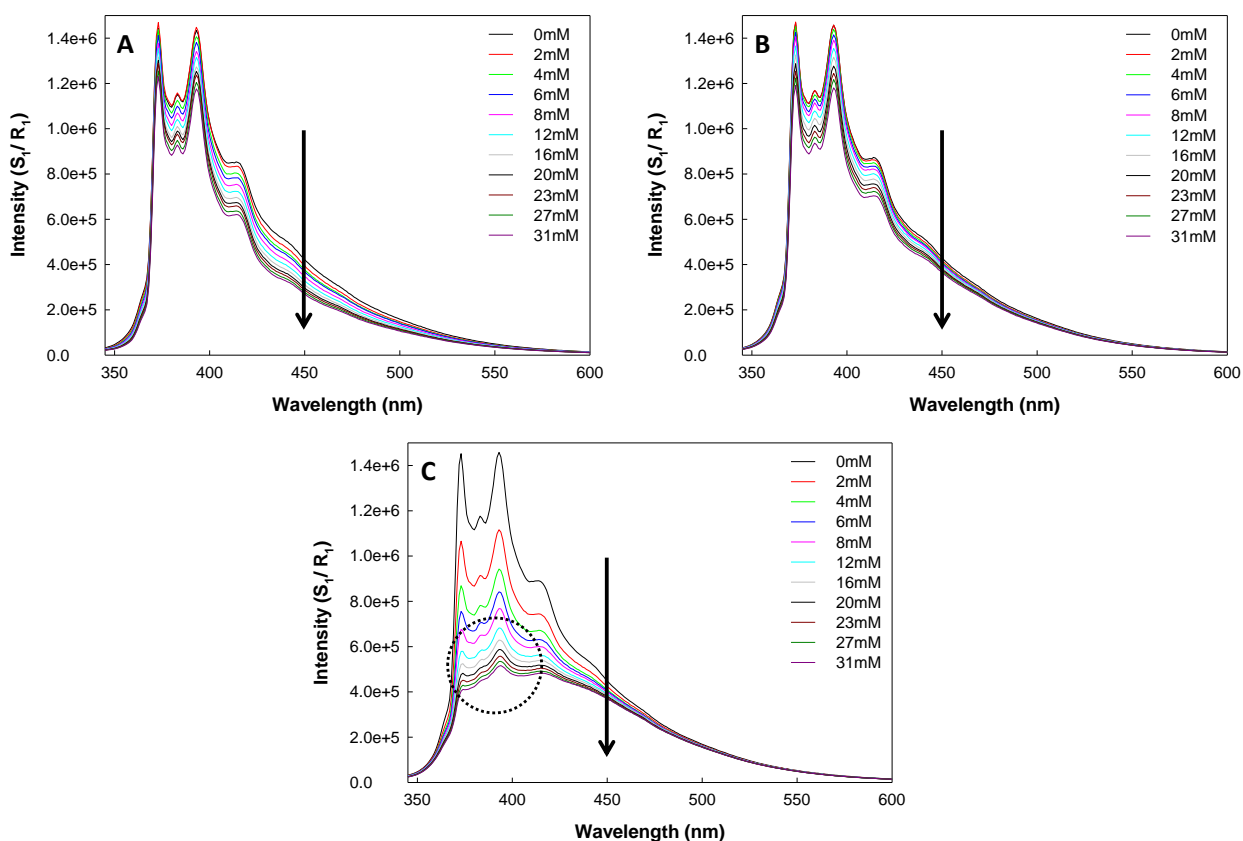 A
Intensity (S₁/ R₁)
1.4e+6
1.2e+6
1.0e+6
8.0e+5
6.0e+5
4.0e+5
2.0e+5
0.0
350 400 450 500 550 600
Wavelength (nm)
0mM
2mM
4mM
6mM
8mM
12mM
16mM
20mM
23mM
27mM
31mM
B
Intensity (S₁/ R₁)
1.4e+6
1.2e+6
1.0e+6
8.0e+5
6.0e+5
4.0e+5
2.0e+5
0.0
350 400 450 500 550 600
Wavelength (nm)
0mM
2mM
4mM
6mM
8mM
12mM
16mM
20mM
23mM
27mM
31mM
C
Intensity (S₁/ R₁)
1.4e+6
1.2e+6
1.0e+6
8.0e+5
6.0e+5
4.0e+5
2.0e+5
0.0
350 400 450 500 550 600
Wavelength (nm)
0mM
2mM
4mM
6mM
8mM
12mM
16mM
20mM
23mM
27mM
31mM